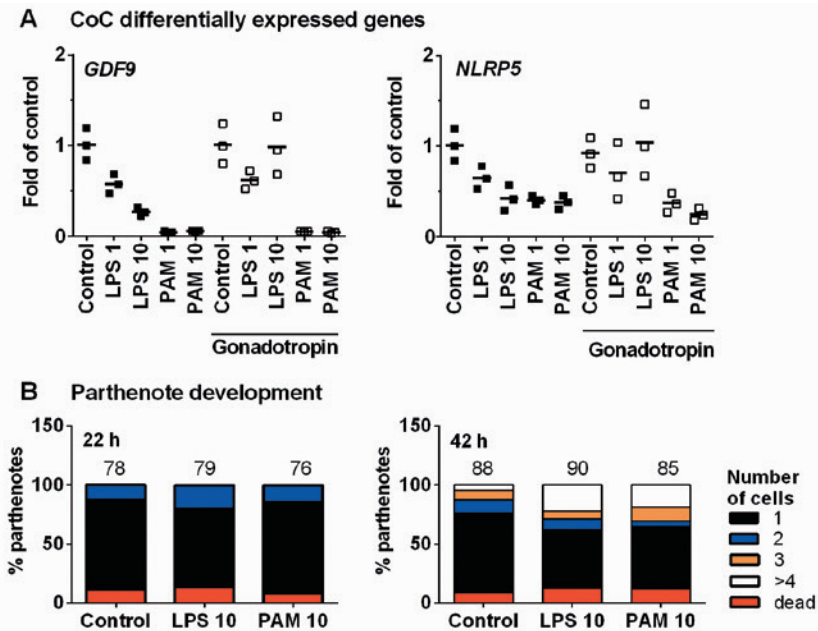 A CoC differentially expressed genes
GDF9
Fold of control
2
1
0
Control
LPS 1
LPS 10
PAM 1
PAM 10
Control
LPS 1
LPS 10
PAM 1
PAM 10
Gonadotropin
NLRP5
Fold of control
2
1
0
Control
LPS 1
LPS 10
PAM 1
PAM 10
Control
LPS 1
LPS 10
PAM 1
PAM 10
Gonadotropin
B Parthenote development
22 h
% parthenotes
150
100
50
0
78 79 76
Control LPS 10 PAM 10
42 h
% parthenotes
150
100
50
0
88 90 85
Control LPS 10 PAM 10
Number
of cells
1
2
3
>4
dead